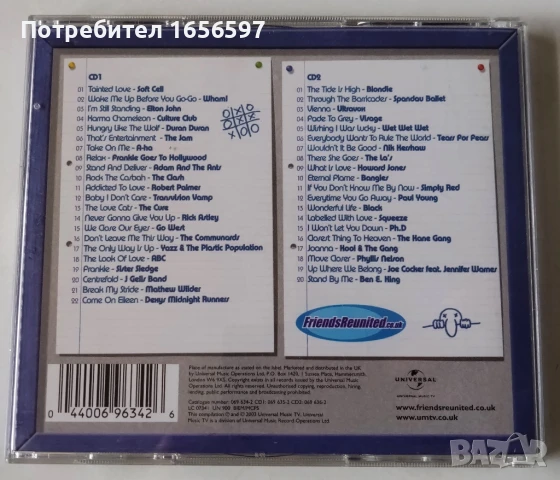 Потребител 1656597
CD1
01 Tainted Love - Soft Cell
02 Wake Me Up Before You Go-Go - Wham!
03 I'm Still Standing - Elton John
04 Karma Chameleon - Culture Club
05 Hungry Like The Wolf - Duran Duran
06 That's Entertainment - The Jam
07 Take On Me - A-ha
08 Relax - Frankie Goes To Hollywood
09 Stand And Deliver - Adam And The Ants
10 Rock The Casbah - The Clash
11 Addicted To Love - Robert Palmer
12 Baby I Don't Care - Transvision Vamp
13 The Love Cats - The Cure
14 Never Gonna Give You Up - Rick Astley
15 We Close Our Eyes - Go West
16 Don't Leave Me This Way - The Communards
17 The Only Way Is Up - Yazz & The Plastic Population
18 The Look Of Love - ABC
19 Frankie - Sister Sledge
20 Centrefold - J Geils Band
21 Break My Stride - Mathew Wilder
22 Come On Eileen - Dexys Midnight Runners
CD2
01 The Tide Is High - Blondie
02 Through The Barricades - Spandau Ballet
03 Vienna - Ultravox
04 Fade To Grey - Visage
05 Wishing I Was Lucky - Wet Wet Wet
06 Everybody Wants To Rule The World - Tears For Fears
07 Wouldn't It Be Good - Nik Kershaw
08 There She Goes - The La's
09 What Is Love - Howard Jones
10 Eternal Flame - Bangles
11 If You Don't Know Me By Now - Simply Red
12 Everytime You Go Away - Paul Young
13 Wonderful Life - Black
14 Labelled With Love - Squeeze
15 I Won't Let You Down - Ph.D
16 Closest Thing To Heaven - The Kane Gang
17 Joanna - Kool & The Gang
18 Move Closer - Phyllis Nelson
19 Up Where We Belong - Joe Cocker feat. Jennifer Warnes
20 Stand By Me - Ben E. King
FriendsReunited.co.uk
0 44006 96342 6
UNIVERSAL
UNIVERSAL MUSIC TV
www.friendsreunited.co.uk
www.umtv.co.uk
BAZAR